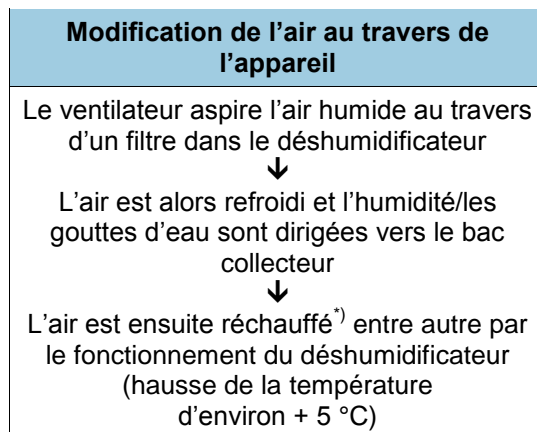 Modification de l'air au travers de
l'appareil
Le ventilateur aspire l'air humide au travers
d'un filtre dans le déshumidificateur
🡻
L'air est alors refroidi et l'humidité/les
gouttes d'eau sont dirigées vers le bac
collecteur
🡻
L'air est ensuite réchauffé*) entre autre par
le fonctionnement du déshumidificateur
(hausse de la température
d'environ + 5 °C)